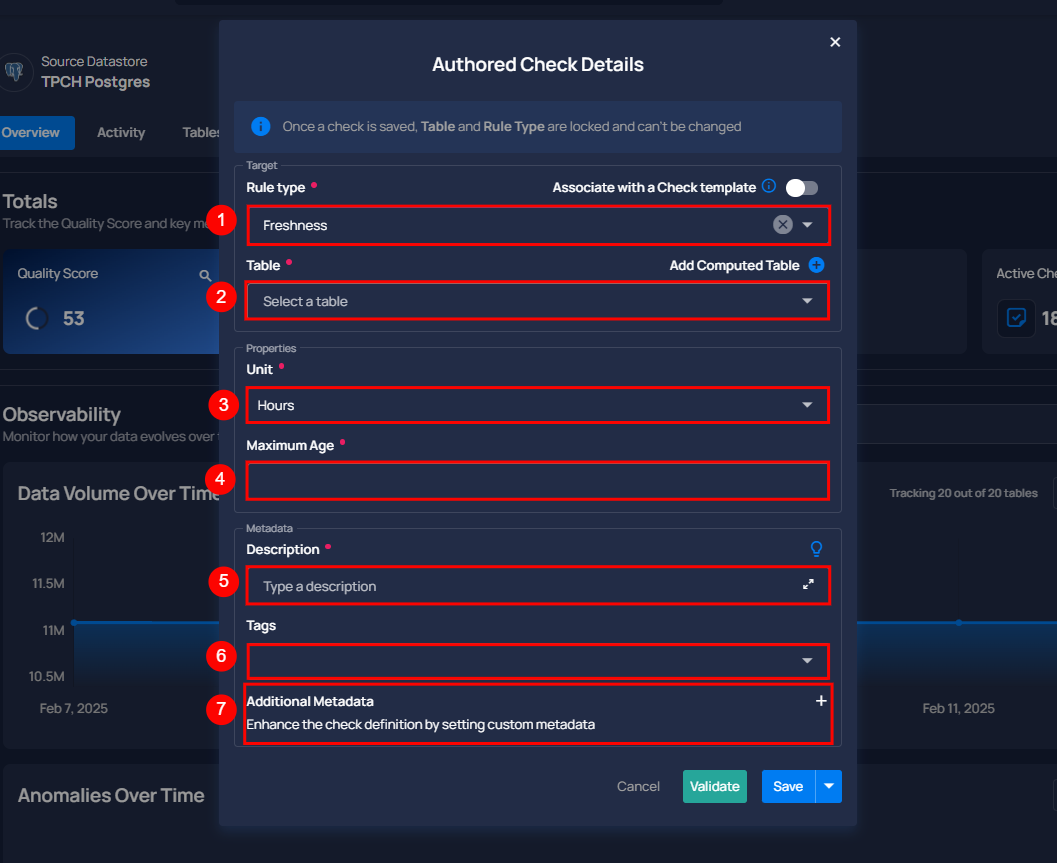 Source Datastore
TPCH Postgres
Overview
Activity
Tables
Totals
Track the Quality Score and key me
Quality Score
53
Active Che
18
Observability
Monitor how your data evolves over
Data Volume Over Time
Tracking 20 out of 20 tables
12M
11.5M
11M
10.5M
Feb 7, 2025
Feb 11, 2025
Anomalies Over Time
Authored Check Details
Once a check is saved, Table and Rule Type are locked and can't be changed
Target
Rule type
Associate with a Check template
1
Freshness
Table
Add Computed Table
2
Select a table
Properties
Unit
3
Hours
Maximum Age
4
Metadata
Description
5
Type a description
Tags
6
7
Additional Metadata
Enhance the check definition by setting custom metadata
Cancel
Validate
Save